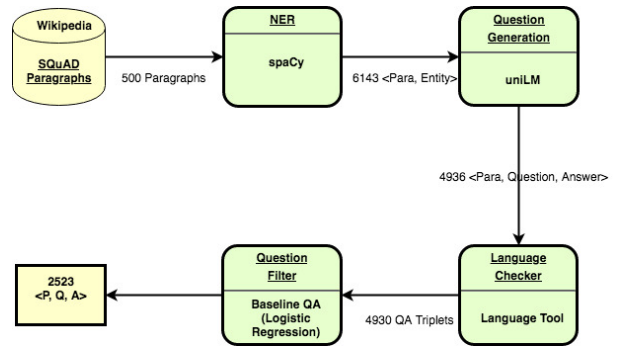 Wikipedia
SQuAD
Paragraphs
500 Paragraphs
NER
spaCy
6143 <Para, Entity>
Question
Generation
uniLM
4936 <Para, Question, Answer>
Language
Checker
Language Tool
4930 QA Triplets
Question
Filter
Baseline QA
(Logistic
Regression)
2523
<P, Q, A>